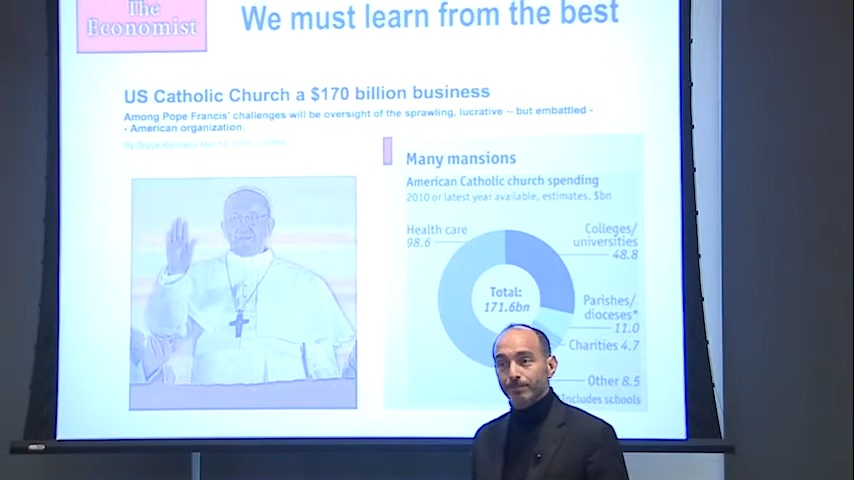 The
Economist
We must learn from the best
US Catholic Church a $170 billion business
Among Pope Francis' challenges will be oversight of the sprawling, lucrative -- but embattled -
- American organization.
Many mansions
American Catholic church spending
2010 or latest year available, estimates, $bn
Health care
98.6
Colleges/
universities
48.8
Total:
171.6bn
Parishes/
dioceses*
11.0
Charities 4.7
Other 8.5
Includes schools